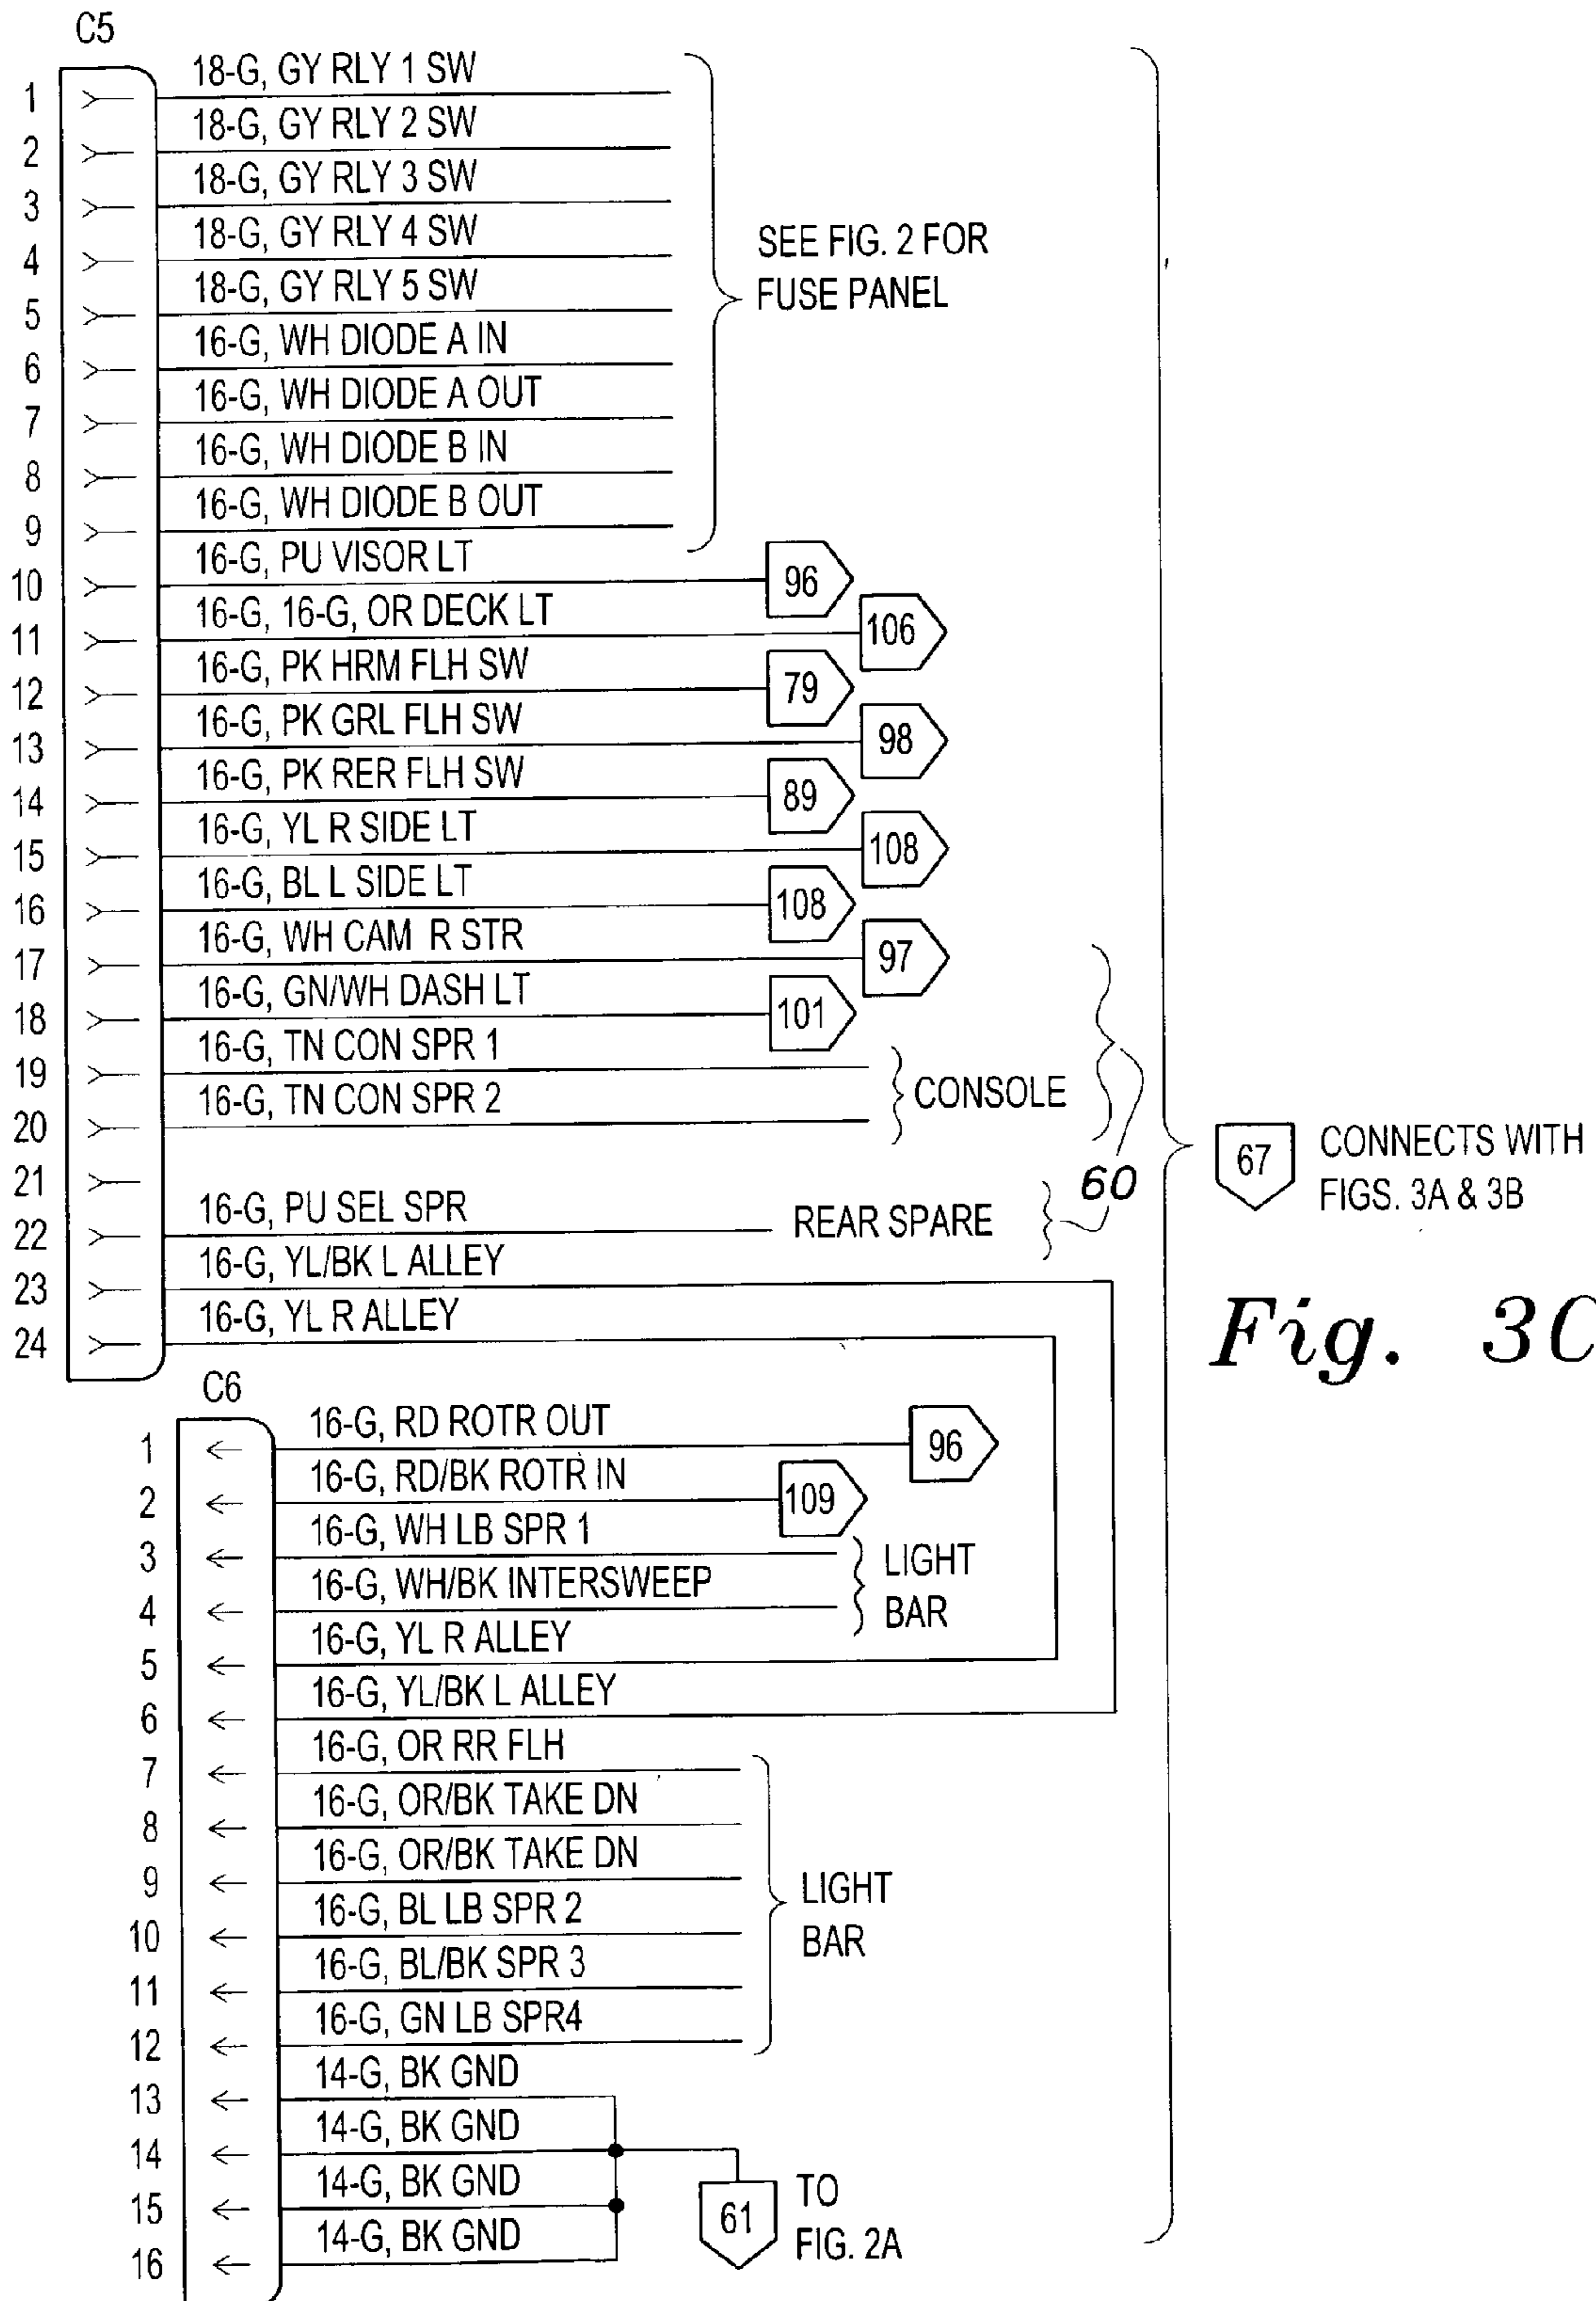 C5
1 18-G, GY RLY 1 SW
2 18-G, GY RLY 2 SW
3 18-G, GY RLY 3 SW
4 18-G, GY RLY 4 SW
5 18-G, GY RLY 5 SW
SEE FIG. 2 FOR
FUSE PANEL
6 16-G, WH DIODE A IN
7 16-G, WH DIODE A OUT
8 16-G, WH DIODE B IN
9 16-G, WH DIODE B OUT
10 16-G, PU VISOR LT 96
11 16-G, 16-G, OR DECK LT 106
12 16-G, PK HRM FLH SW 79
13 16-G, PK GRL FLH SW 98
14 16-G, PK RER FLH SW 89
15 16-G, YL R SIDE LT 108
16 16-G, BL L SIDE LT 108
17 16-G, WH CAM R STR 97
18 16-G, GN/WH DASH LT 101
19 16-G, TN CON SPR 1
20 16-G, TN CON SPR 2
CONSOLE
21
60
22 16-G, PU SEL SPR REAR SPARE
23 16-G, YL/BK L ALLEY
24 16-G, YL R ALLEY
67 CONNECTS WITH
FIGS. 3A & 3B
Fig. 3C
C6
1 16-G, RD ROTR OUT 96
2 16-G, RD/BK ROTR IN 109
3 16-G, WH LB SPR 1
4 16-G, WH/BK INTERSWEEP
LIGHT
BAR
5 16-G, YL R ALLEY
6 16-G, YL/BK L ALLEY
7 16-G, OR RR FLH
8 16-G, OR/BK TAKE DN
9 16-G, OR/BK TAKE DN
10 16-G, BL LB SPR 2
11 16-G, BL/BK SPR 3
12 16-G, GN LB SPR4
LIGHT
BAR
13 14-G, BK GND
14 14-G, BK GND
15 14-G, BK GND
16 14-G, BK GND
61 TO
FIG. 2A